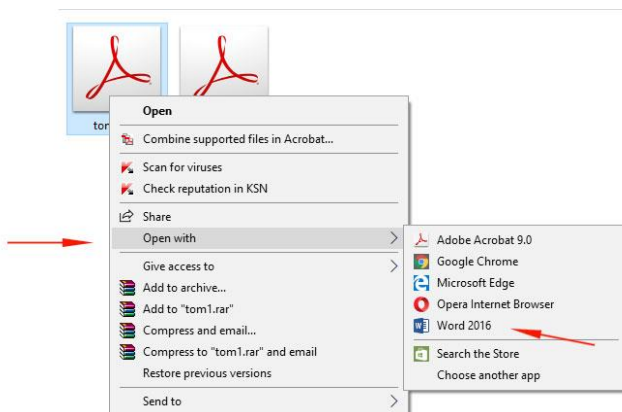 tor
Open
Combine supported files in Acrobat...
Scan for viruses
Check reputation in KSN
Share
Open with
Give access to
Add to archive...
Add to "tom1.rar"
Compress and email...
Compress to "tom1.rar" and email
Restore previous versions
Send to
Adobe Acrobat 9.0
Google Chrome
Microsoft Edge
Opera Internet Browser
Word 2016
Search the Store
Choose another app